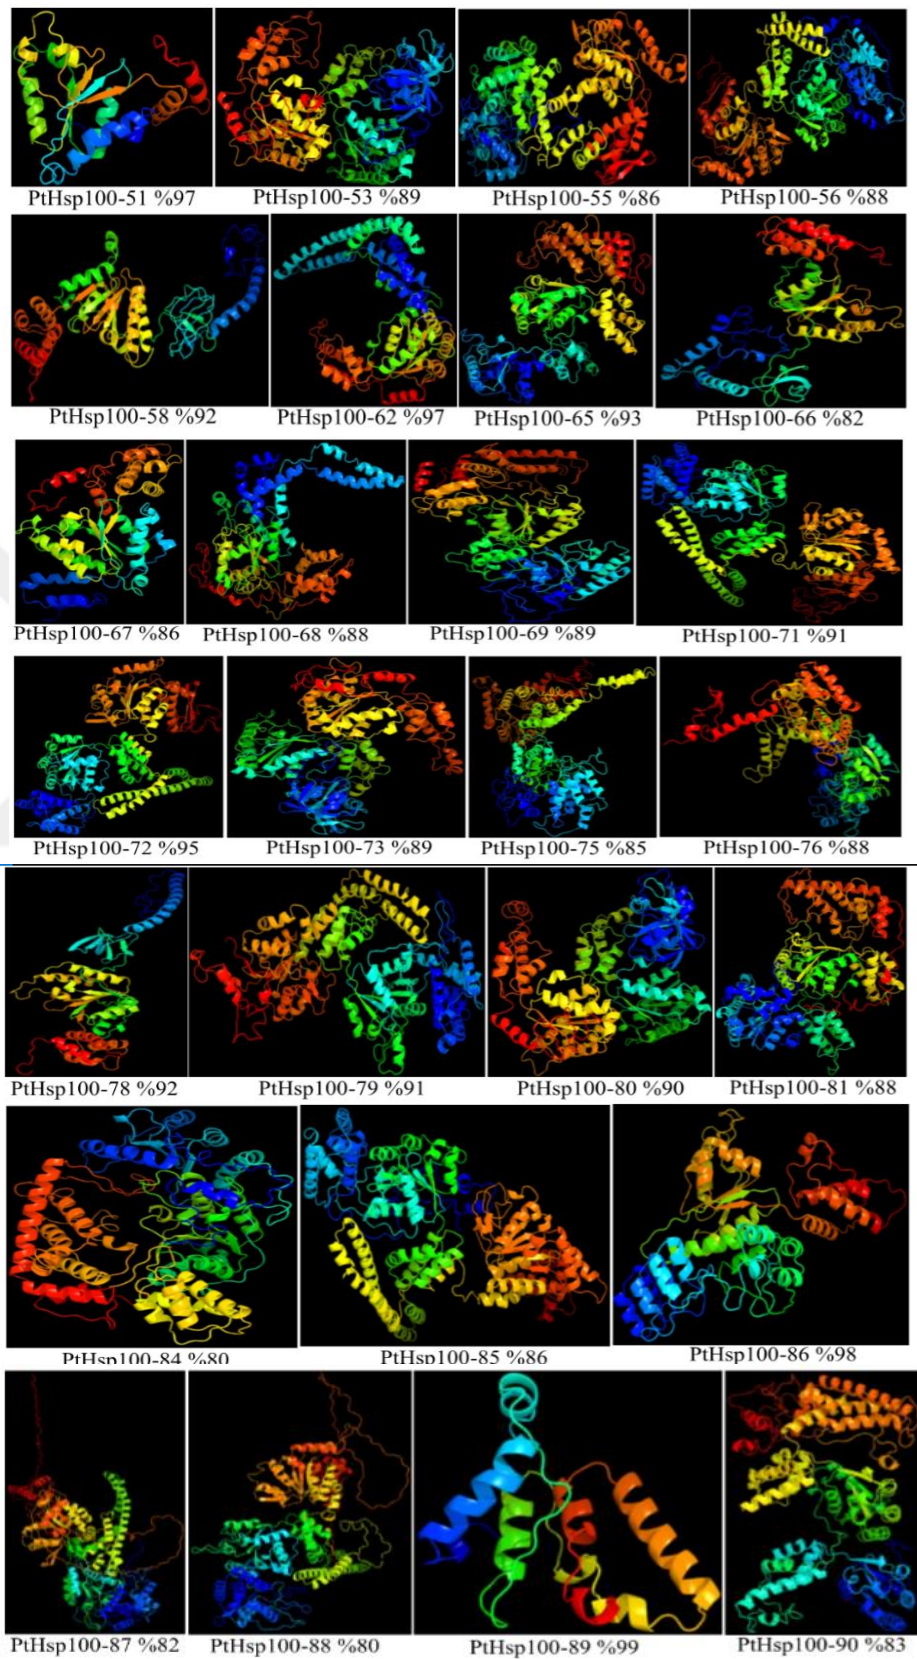 PtHsp100-51 %97 PtHsp100-53 %89 PtHsp100-55 %86 PtHsp100-56 %88
PtHsp100-58 %92 PtHsp100-62 %97 PtHsp100-65 %93 PtHsp100-66 %82
PtHsp100-67 %86 PtHsp100-68 %88 PtHsp100-69 %89 PtHsp100-71 %91
PtHsp100-72 %95 PtHsp100-73 %89 PtHsp100-75 %85 PtHsp100-76 %88
PtHsp100-78 %92 PtHsp100-79 %91 PtHsp100-80 %90 PtHsp100-81 %88
PtHsp100-84 %80 PtHsp100-85 %86 PtHsp100-86 %98
PtHsp100-87 %82 PtHsp100-88 %80 PtHsp100-89 %99 PtHsp100-90 %83